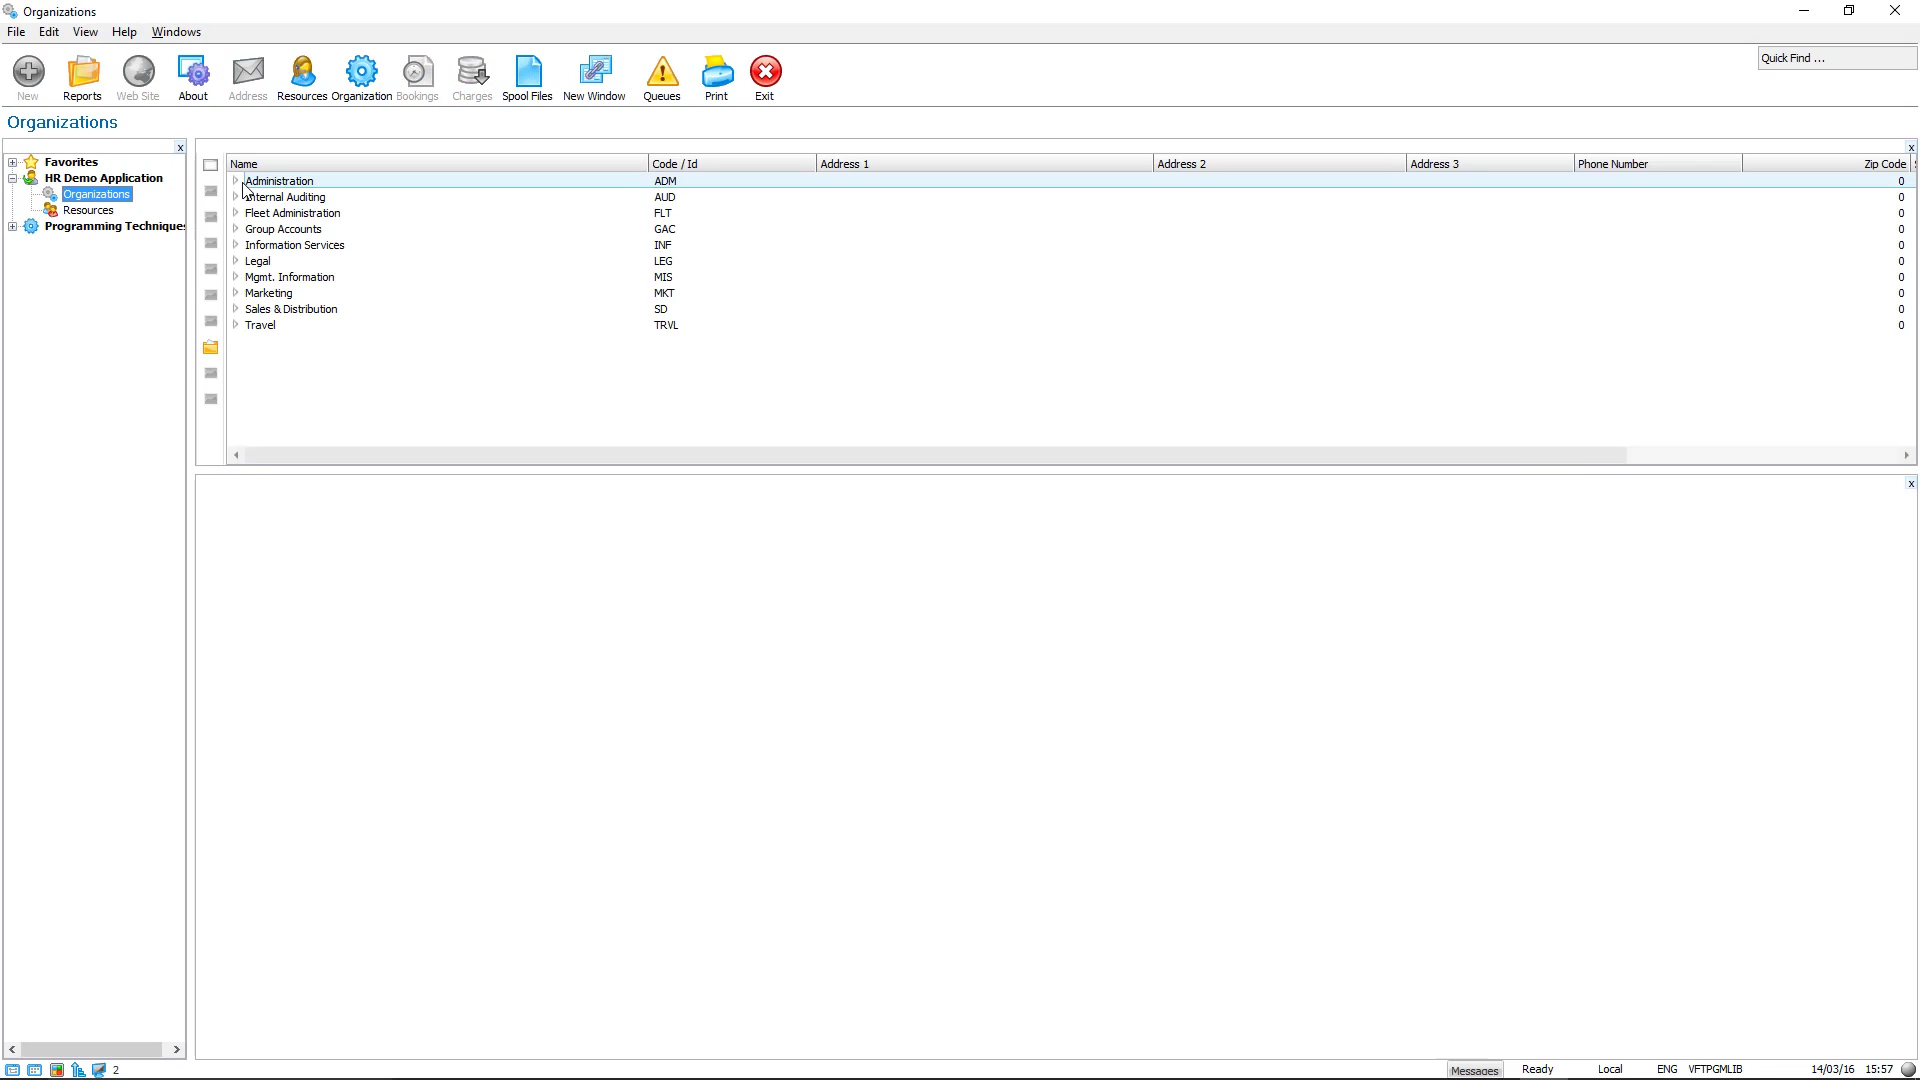 Organizations
File Edit View Help Windows
New Reports Web Site About Address Resources Organization Bookings Charges Spool Files New Window Queues Print Exit
Quick Find ...
Organizations
x
Favorites
HR Demo Application
Organizations
Resources
Programming Techniques
x
Name Code / Id Address 1 Address 2 Address 3 Phone Number Zip Code
Administration ADM 0
Internal Auditing AUD 0
Fleet Administration FLT 0
Group Accounts GAC 0
Information Services INF 0
Legal LEG 0
Mgmt. Information MIS 0
Marketing MKT 0
Sales & Distribution SD 0
Travel TRVL 0
x
2 Messages Ready Local ENG VFTPGMLIB 14/03/16 15:57